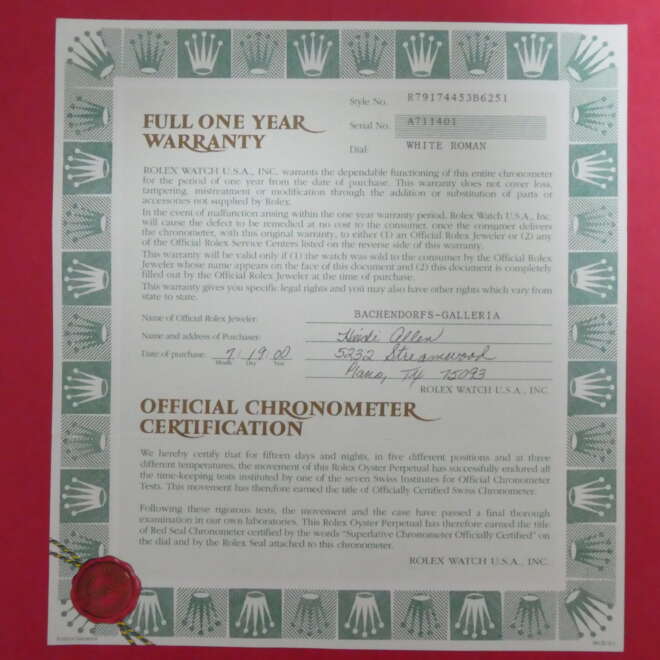 Style No. R79174453B6251
FULL ONE YEAR
WARRANTY
Serial No. A711401
Dial: WHITE ROMAN
ROLEX WATCH U.S.A., INC. warrants the dependable functioning of this entire chronometer
for the period of one year from the date of purchase. This warranty does not cover loss,
tampering, mistreatment or modification through the addition or substitution of parts or
accessories not supplied by Rolex.
In the event of malfunction arising within the one year warranty period, Rolex Watch U.S.A., Inc.
will cause the defect to be remedied at no cost to the consumer, once the consumer delivers
the chronometer, with this original warranty, to either (1) an Official Rolex Jeweler or (2) any
of the Official Rolex Service Centers listed on the reverse side of this warranty.
This warranty will be valid only if (1) the watch was sold to the consumer by the Official Rolex
Jeweler whose name appears on the face of this document and (2) this document is completely
filled out by the Official Rolex Jeweler at the time of purchase.
This warranty gives you specific legal rights and you may also have other rights which vary from
state to state.
Name of Official Rolex Jeweler: BACHENDORFS-GALLERIA
Name and address of Purchaser: Allen
Date of purchase: 7 19 00 5232 Streamwood
Month Day Year
Plano, TX 75093
ROLEX WATCH U.S.A., INC.
OFFICIAL CHRONOMETER
CERTIFICATION
We hereby certify that for fifteen days and nights, in five different positions and at three
different temperatures, the movement of this Rolex Oyster Perpetual has successfully endured all
the time-keeping tests instituted by one of the seven Swiss Institutes for Official Chronometer
Tests. This movement has therefore earned the title of Officially Certified Swiss Chronometer.
Following these rigorous tests, the movement and the case have passed a final thorough
examination in our own laboratories. This Rolex Oyster Perpetual has therefore earned the title
of Red Seal Chronometer certified by the words "Superlative Chronometer Officially Certified" on
the dial and by the Rolex Seal attached to this chronometer.
ROLEX WATCH U.S.A., INC.